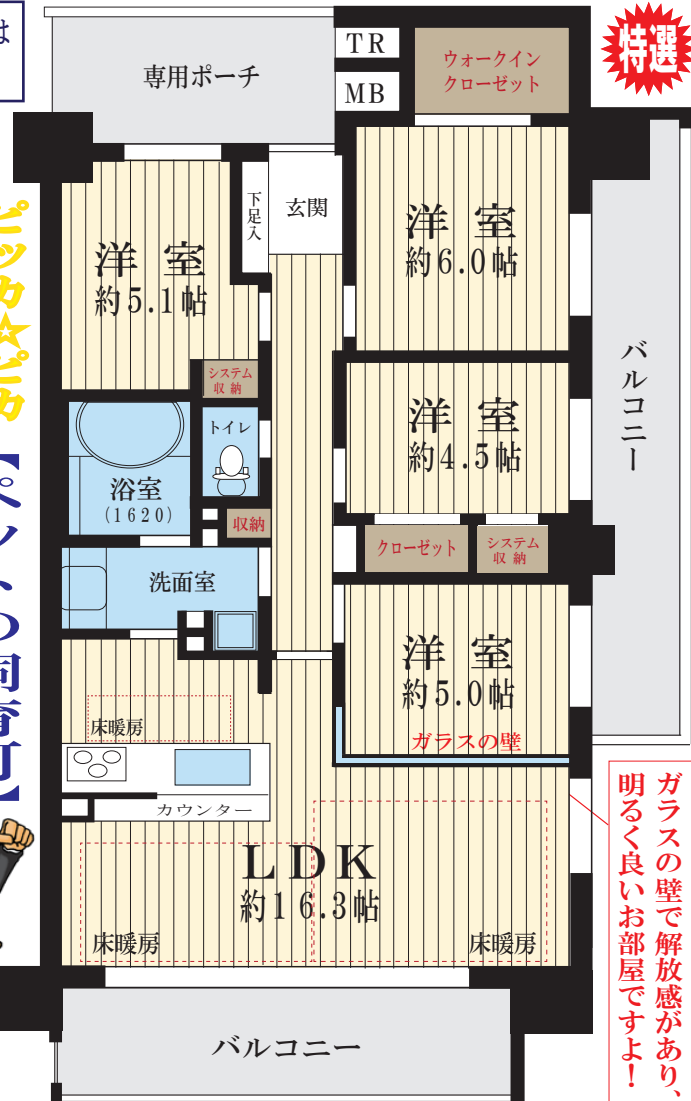 は
特選
専用ポーチ
TR
MB
ウォークイン
クローゼット
下足入
玄関
洋室
約6.0帖
洋室
約5.1帖
バルコニー
システム
収納
トイレ
洋室
約4.5帖
浴室
(1620)
収納
クローゼット
システム
収納
洗面室
洋室
約5.0帖
床暖房
ガラスの壁
カウンター
LDK
約16.3帖
床暖房
床暖房
バルコニー
ピッカ☆ピカ
【ペットの飼育可】
ガラスの壁で解放感があり、
明るく良いお部屋ですよ！